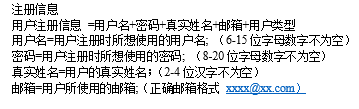 注册信息
用户注册信息 =用户名+密码+真实姓名+邮箱+用户类型
用户名=用户注册时所想使用的用户名; （6-15位字母数字不为空）
密码=用户注册时所想使用的密码; （8-20位字母数字不为空）
真实姓名=用户的真实姓名; （2-4位汉字不为空）
邮箱=用户所使用的邮箱; （正确邮箱格式 xxxx@xx.com）